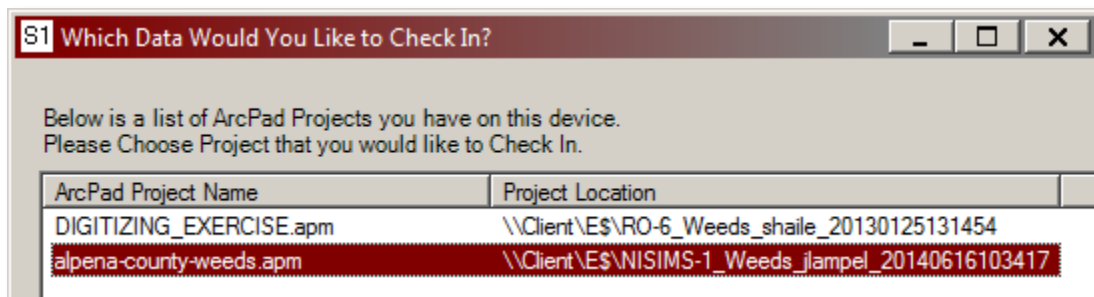 S1 Which Data Would You Like to Check In?
Below is a list of ArcPad Projects you have on this device.
Please Choose Project that you would like to Check In.
ArcPad Project Name Project Location
DIGITIZING_EXERCISE.apm \\Client\E$\RO-6_Weeds_shaile_20130125131454
alpena-county-weeds.apm \\Client\E$\NISIMS-1_Weeds_jlampel_20140616103417